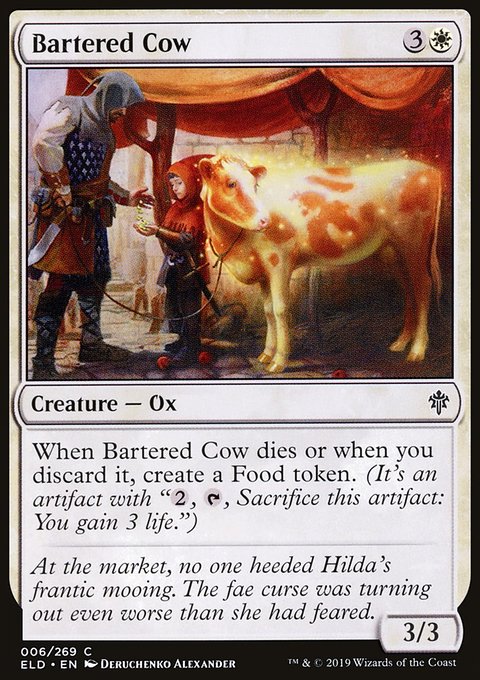 Bartered Cow 3
Creature — Ox
When Bartered Cow dies or when you
discard it, create a Food token. (It's an
artifact with “2, , Sacrifice this artifact:
You gain 3 life.”)
At the market, no one heeded Hilda's
frantic mooing. The fae curse was turning
out even worse than she had feared.
3/3
006/269 C
ELD • EN Deruchenko Alexander
™ & © 2019 Wizards of the Coast